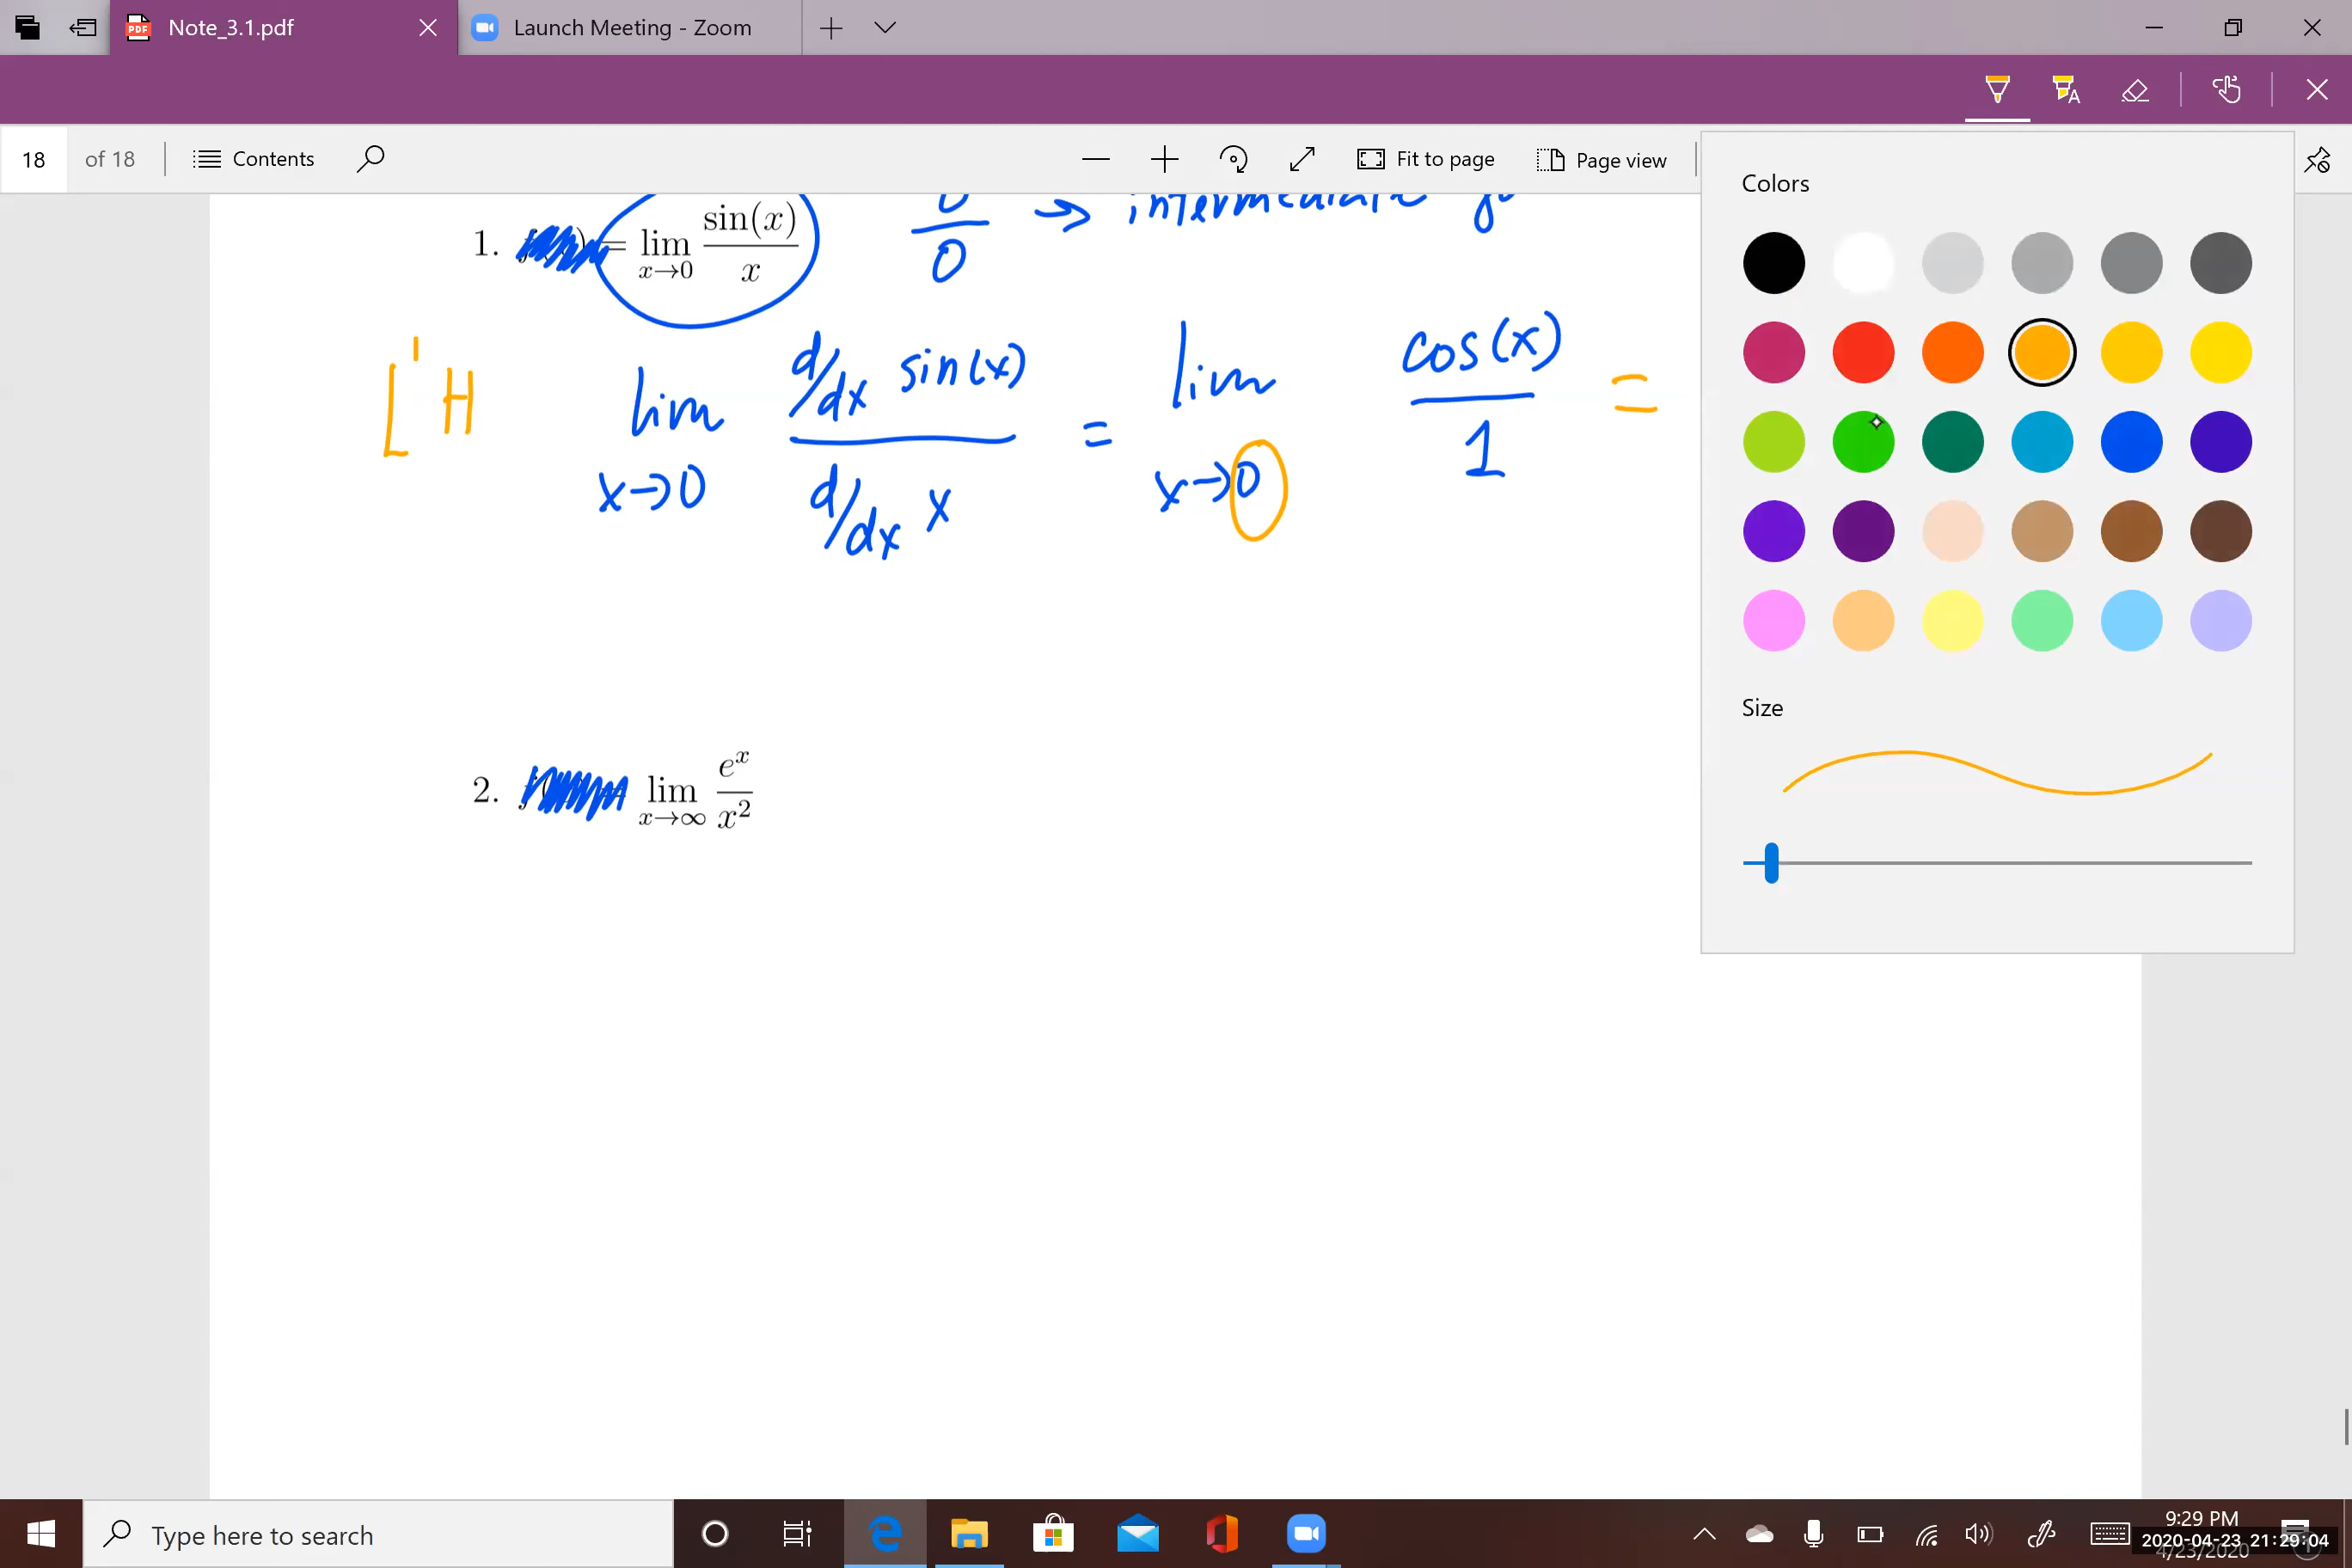 Note_3.1.pdf Launch Meeting - Zoom
18 of 18 Contents Fit to page Page view
1. = lim x→0 sin(x)/x 0/0 →
L'H lim x→0 d/dx sin(x) / d/dx x = lim x→0 cos(x)/1 =
2. lim x→∞ e^x/x^2
Colors
Size
Type here to search
9:29 PM
2020-04-23 21:29:04
4/23/2020